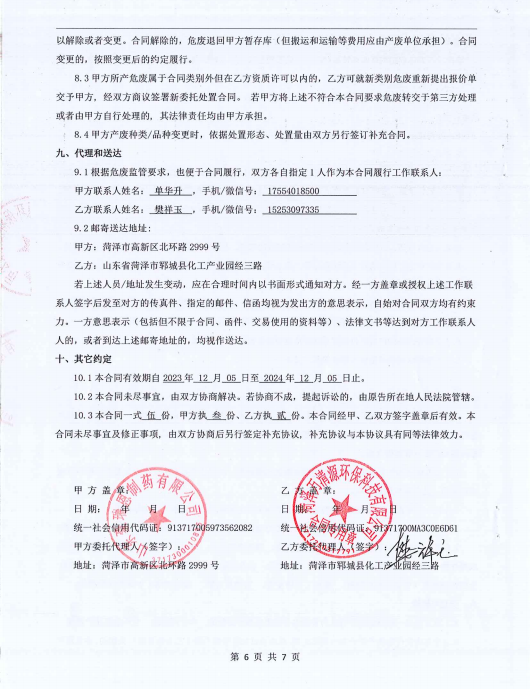 以解除或者变更。合同解除的，危废退回甲方暂存库（但搬运和运输等费用应由产废单位承担）。合同
变更的，按照变更后的约定履行。
8.3 甲方所产危废属于合同类别外但在乙方资质许可以内的，乙方可就新类别危废重新提出报价单
交予甲方，经双方商议签署新委托处置合同。 若甲方将上述不符合本合同要求危废转交于第三方处理
或者由甲方自行处理的，其法律责任均由甲方承担。
8.4 甲方产废种类/品种变更时，依据处置形态、处置量由双方另行签订补充合同。
九、代理和送达
9.1 根据危废监管要求，也便于合同履行，双方各自指定 1 人作为本合同履行工作联系人：
甲方联系人姓名： 单华升 ，手机/微信号： 17554018500
乙方联系人姓名： 樊祥玉 ，手机/微信号： 15253097335
9.2 邮寄送达地址：
甲方：菏泽市高新区北环路 2999 号
乙方：山东省菏泽市郓城县化工产业园经三路
若上述人员/地址发生变动，应在合理时间内以书面形式通知对方。经一方盖章或授权上述工作联
系人签字后发至对方的传真件、指定的邮件、信函均视为发出方的意思表示，自始对合同双方均有约束
力。一方意思表示（包括但不限于合同、函件、交易使用的资料等）、法律文书等达到对方工作联系人
人的，或者到达上述邮寄地址的，均视作送达。
十、其它约定
10.1 本合同有效期自 2023 年 12 月 05 日至 2024 年 12 月 05 日止。
10.2 本合同未尽事宜，由双方协商解决。若协商不成，提起诉讼的，由原告所在地人民法院管辖。
10.3 本合同一式 伍 份，甲方执 叁 份、乙方执 贰 份。本合同经甲、乙双方签字盖章后有效。本
合同未尽事宜及修正事项，由双方协商后另行签定补充协议，补充协议与本协议具有同等法律效力。
甲 方 盖 章：
日 期： 年 月 日
统一社会信用代码证：913717005973562082
甲方委托代理人（签字）：
地址：菏泽市高新区北环路 2999 号
制药有限公司
乙 方 盖 章：
日 期： 年 月 日
统一社会信用代码证：91371700MA3C0E6D61
乙方委托代理人（签字）：
地址：菏泽市郓城县化工产业园经三路
清源环保科技有限公司
合同专用章
第 6 页 共 7 页